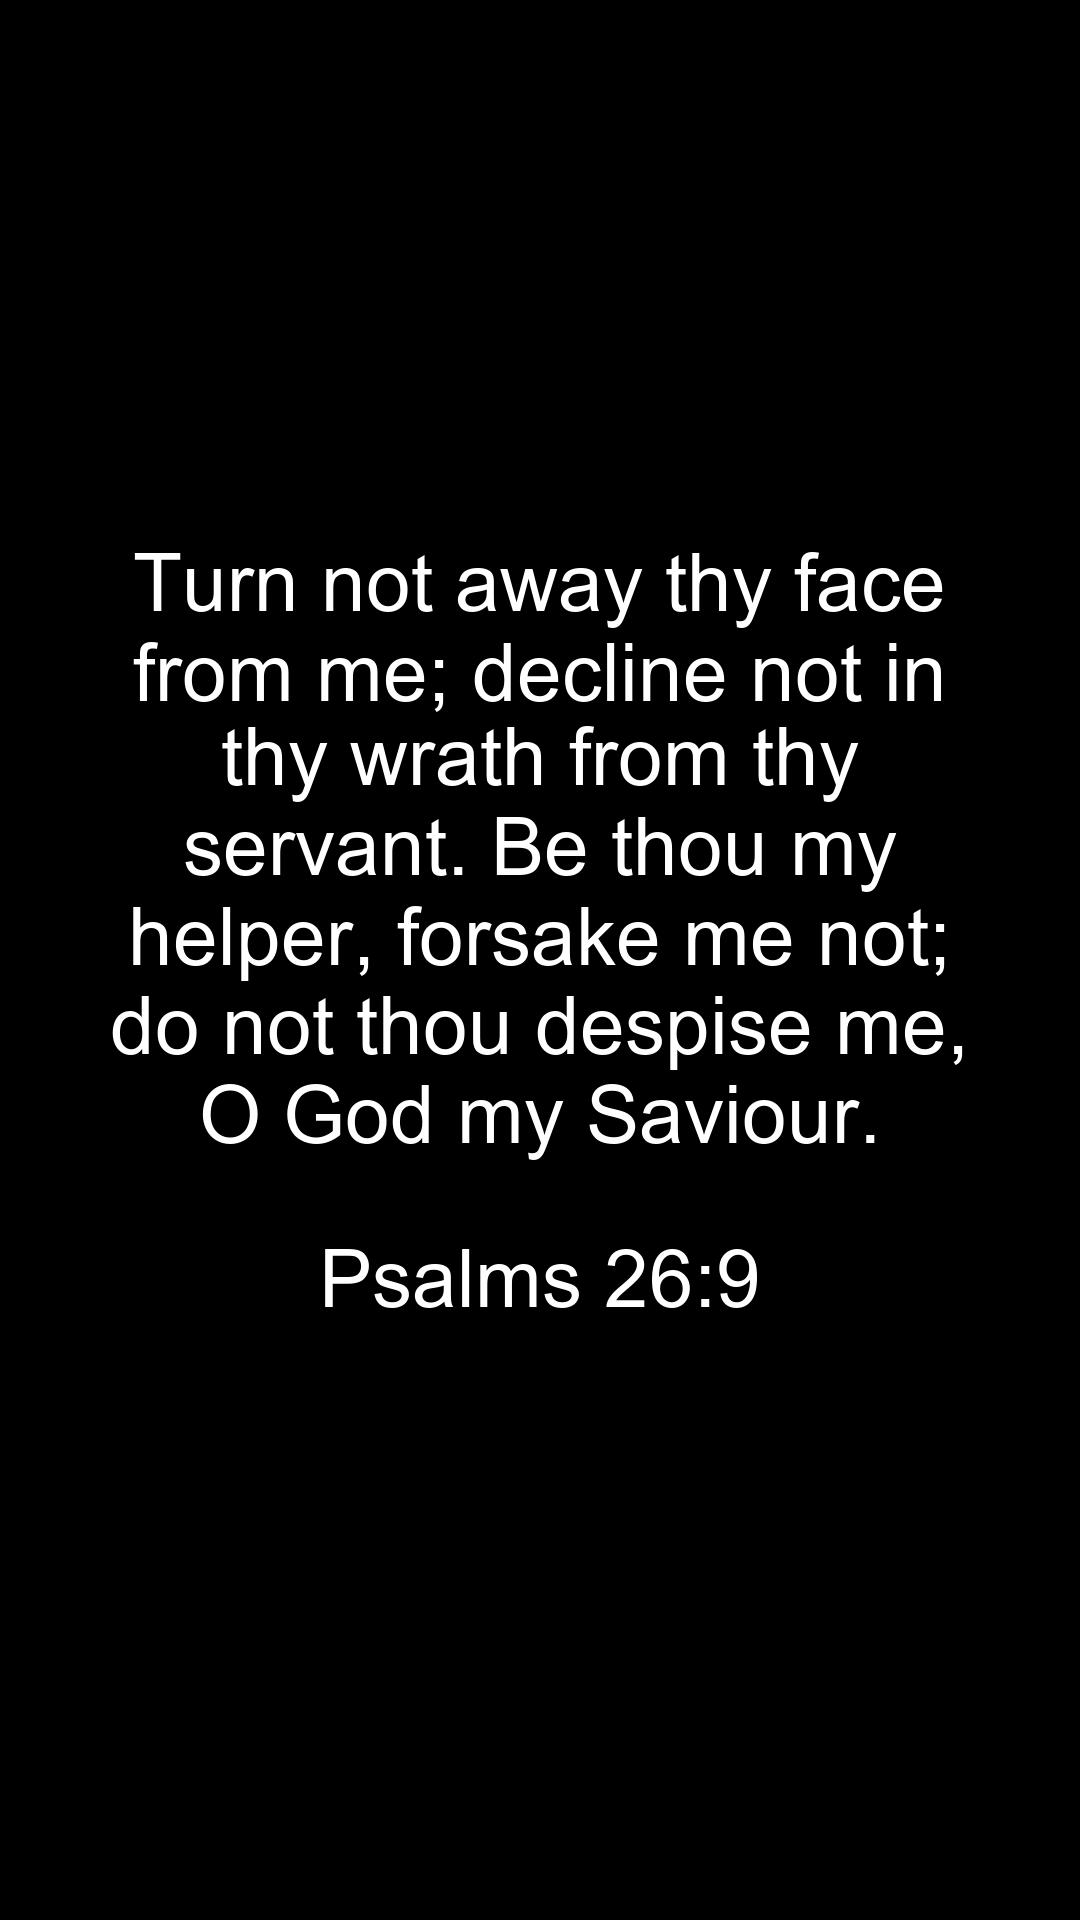 Turn not away thy face
from me; decline not in
thy wrath from thy
servant. Be thou my
helper, forsake me not;
do not thou despise me,
O God my Saviour.
Psalms 26:9